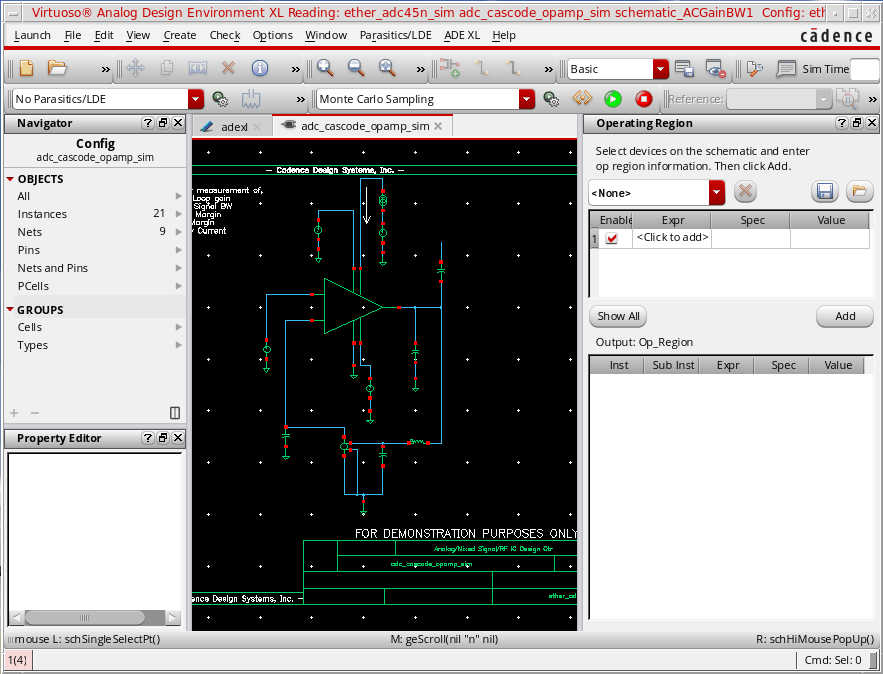 Virtuoso® Analog Design Environment XL Reading: ether_adc45n_sim adc_cascode_opamp_sim schematic_ACGainBW1 Config: eth
Launch File Edit View Create Check Options Window Parasitics/LDE ADE XL Help
cādence
» » » » Basic Sim Time
No Parasitics/LDE » Monte Carlo Sampling Reference: »
Navigator
Config
adc_cascode_opamp_sim
OBJECTS
All
Instances 21
Nets 9
Pins
Nets and Pins
PCells
GROUPS
Cells
Types
Property Editor
adexl adc_cascode_opamp_sim
— Cadence Design Systems, Inc. —
measurement of,
Loop gain
Signal BW
Margin
Margin
Current
FOR DEMONSTRATION PURPOSES ONLY
Analog/Mixed Signal/RF IC Design Ctr
adc_cascode_opamp_sim
ence Design Systems, Inc. —
ether_ad
Operating Region
Select devices on the schematic and enter
op region information. Then click Add.
<None>
Enable Expr Spec Value
1 <Click to add>
Show All Add
Output: Op_Region
Inst Sub Inst Expr Spec Value
mouse L: schSingleSelectPt() M: geScroll(nil "n" nil) R: schHiMousePopUp()
1(4) Cmd: Sel: 0